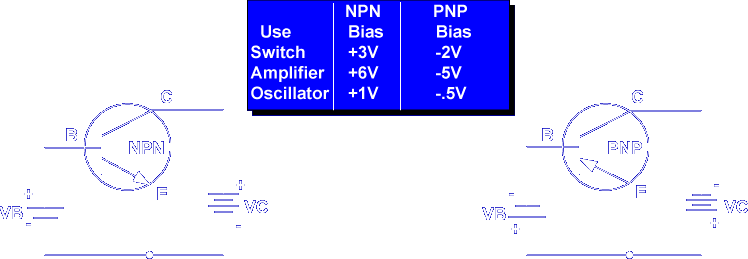 NPN PNP
Use Bias Bias
Switch +3V -2V
Amplifier +6V -5V
Oscillator +1V -.5V
C
B
NPN
E
+
VB
-
+
VC
-
C
B
PNP
E
-
VB
+
-
VC
+